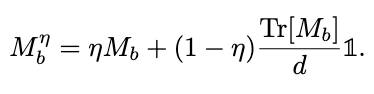 M_b^η = ηM_b + (1 − η) Tr[M_b]/d 𝟙.